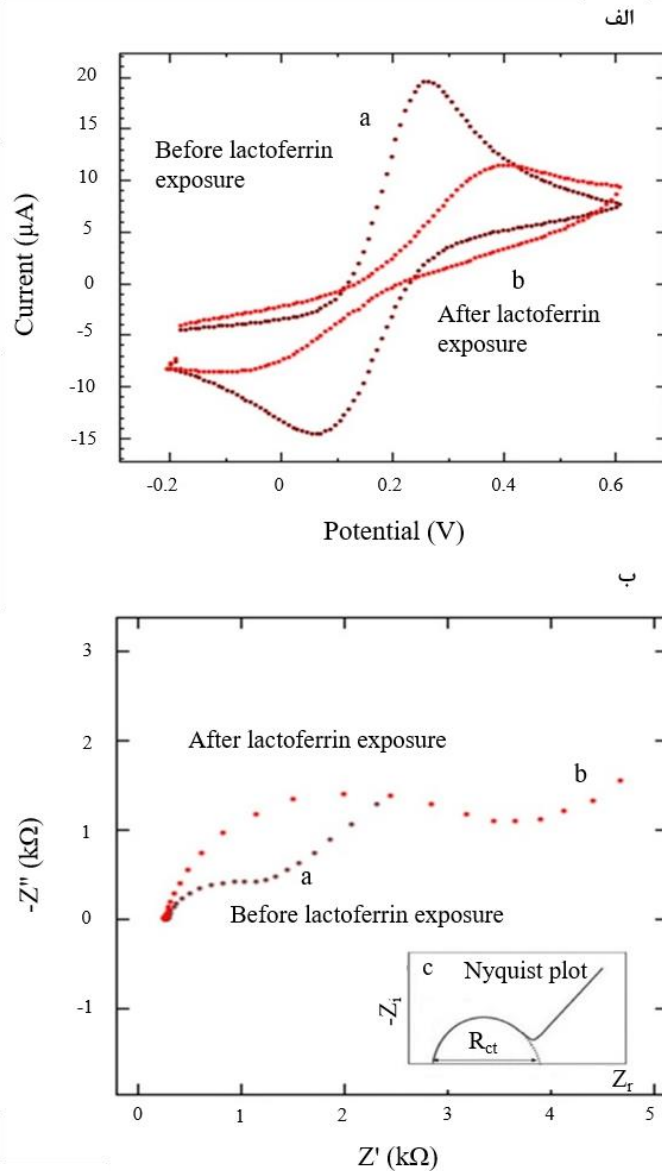 الف
20
15
10
5
0
-5
-10
-15
Current (µA)
a
Before lactoferrin
exposure
b
After lactoferrin
exposure
-0.2
0
0.2
0.4
0.6
Potential (V)
ب
3
2
1
0
-1
-Z" (kΩ)
After lactoferrin exposure
b
a
Before lactoferrin exposure
c
Nyquist plot
-Zi
Rct
Zr
0
1
2
3
4
5
Z' (kΩ)